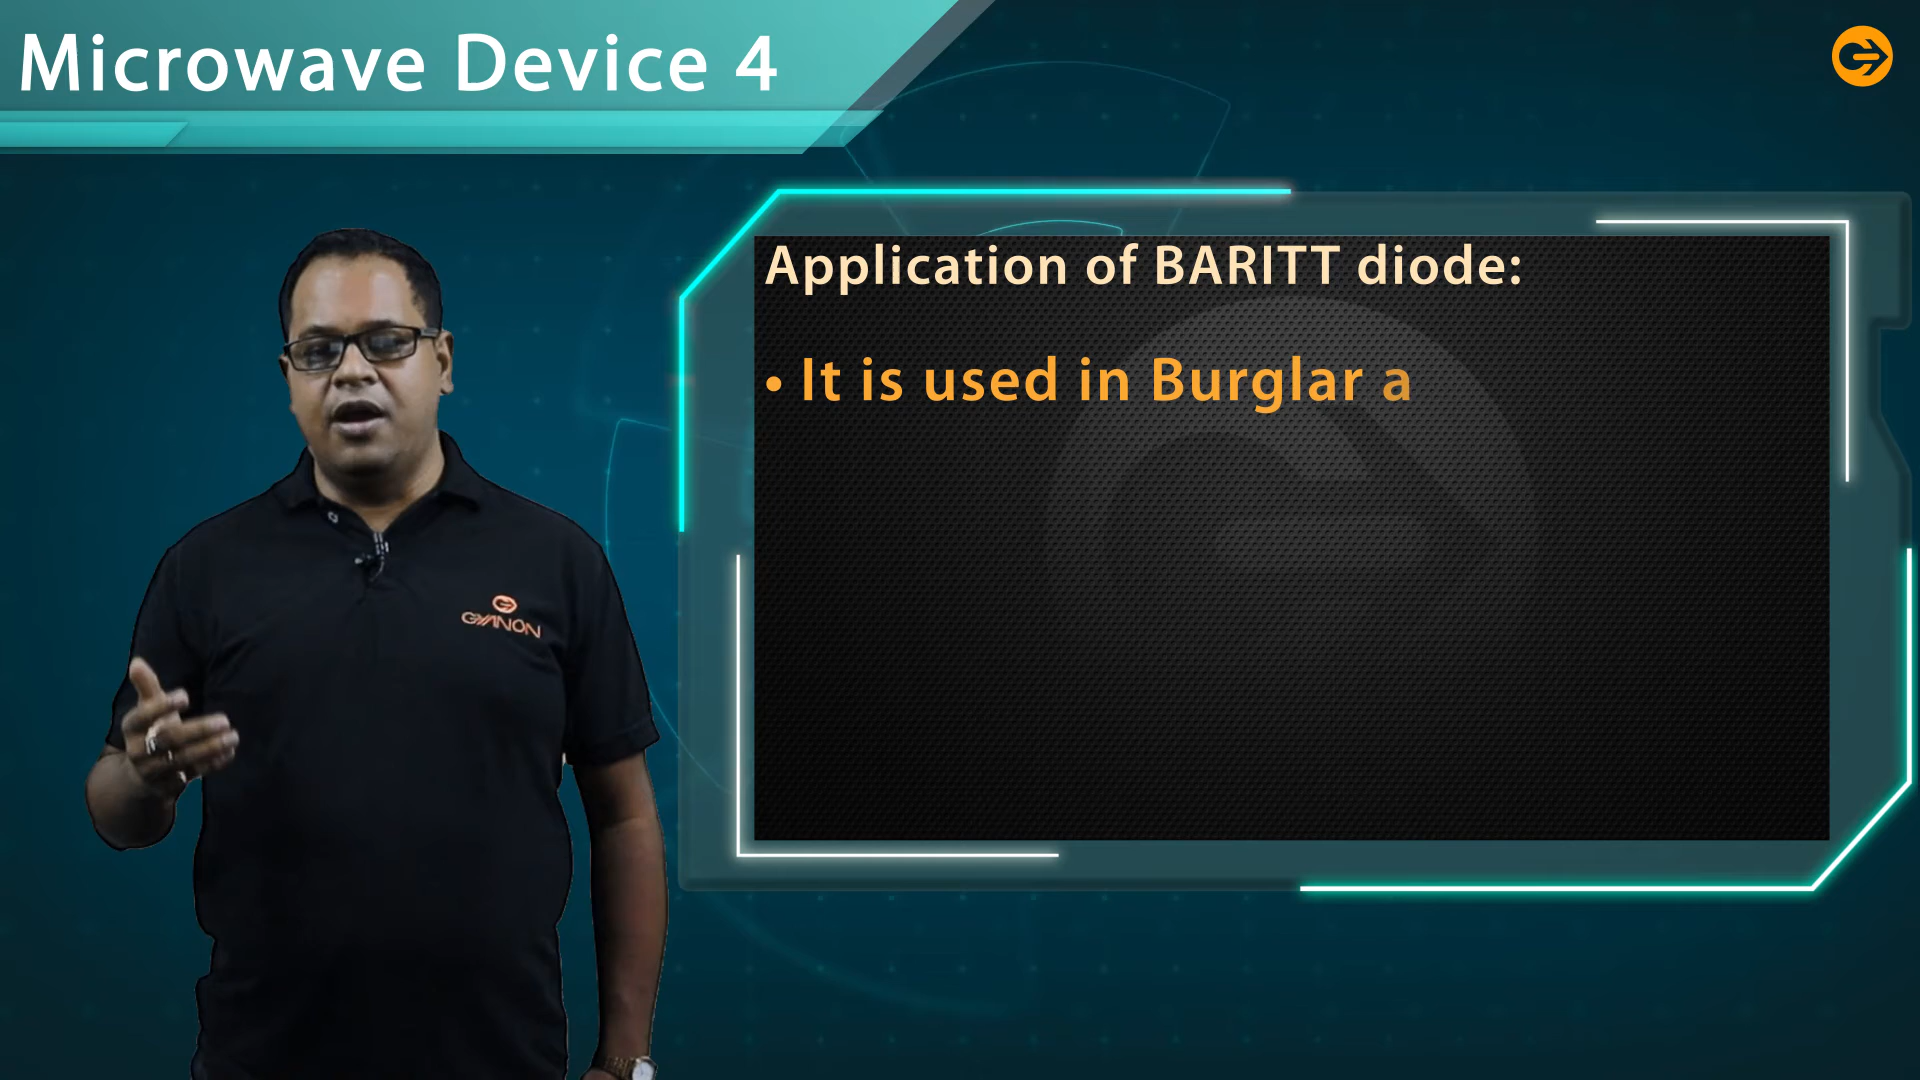 Microwave Device 4
Application of BARITT diode:
• It is used in Burglar a
GYANON